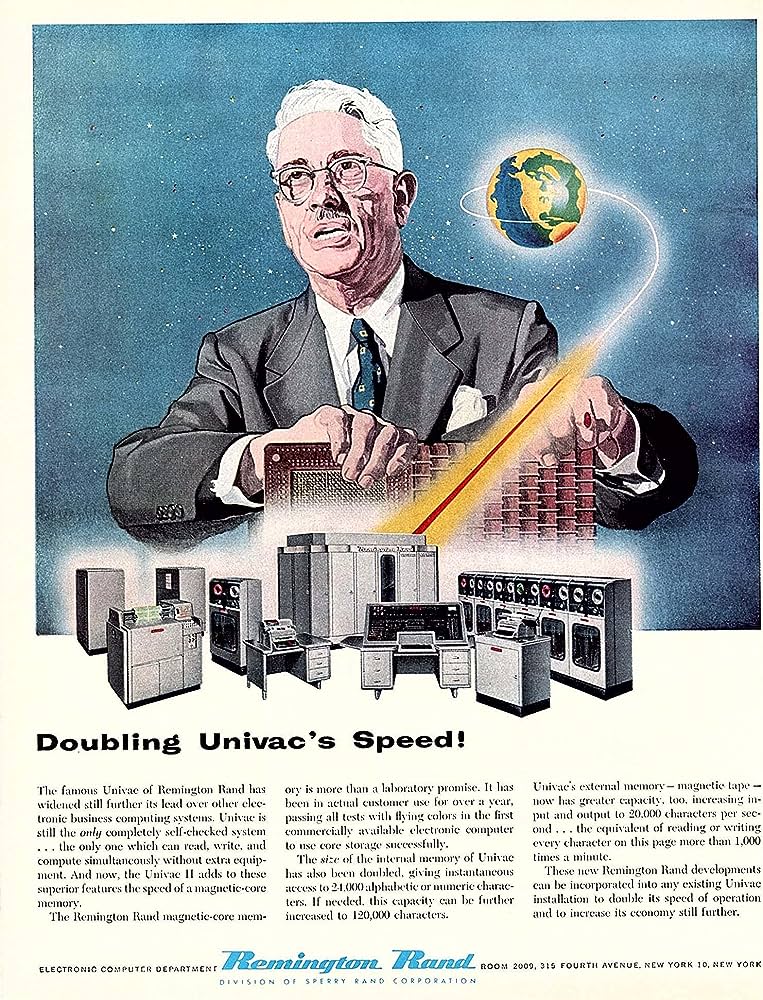 Remington Rand
Doubling Univac's Speed!
The famous Univac of Remington Rand has
widened still further its lead over other elec-
tronic business computing systems. Univac is
still the only completely self-checked system
. . . the only one which can read, write, and
compute simultaneously without extra equip-
ment. And now, the Univac II adds to these
superior features the speed of a magnetic-core
memory.
The Remington Rand magnetic-core mem-
ory is more than a laboratory promise. It has
been in actual customer use for over a year,
passing all tests with flying colors in the first
commercially available electronic computer
to use core storage successfully.
The size of the internal memory of Univac
has also been doubled, giving instantaneous
access to 24,000 alphabetic or numeric charac-
ters. If needed, this capacity can be further
increased to 120,000 characters.
Univac's external memory — magnetic tape —
now has greater capacity, too, increasing in-
put and output to 20,000 characters per sec-
ond . . . the equivalent of reading or writing
every character on this page more than 1,000
times a minute.
These new Remington Rand developments
can be incorporated into any existing Univac
installation to double its speed of operation
and to increase its economy still further.
ELECTRONIC COMPUTER DEPARTMENT Remington Rand ROOM 2009, 315 FOURTH AVENUE, NEW YORK 10, NEW YORK
DIVISION OF SPERRY RAND CORPORATION